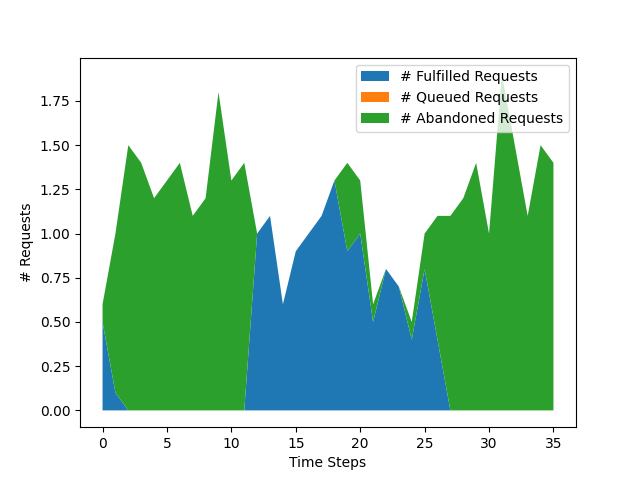 # Fulfilled Requests
# Queued Requests
# Abandoned Requests
1.75
1.50
1.25
1.00
0.75
0.50
0.25
0.00
# Requests
0 5 10 15 20 25 30 35
Time Steps